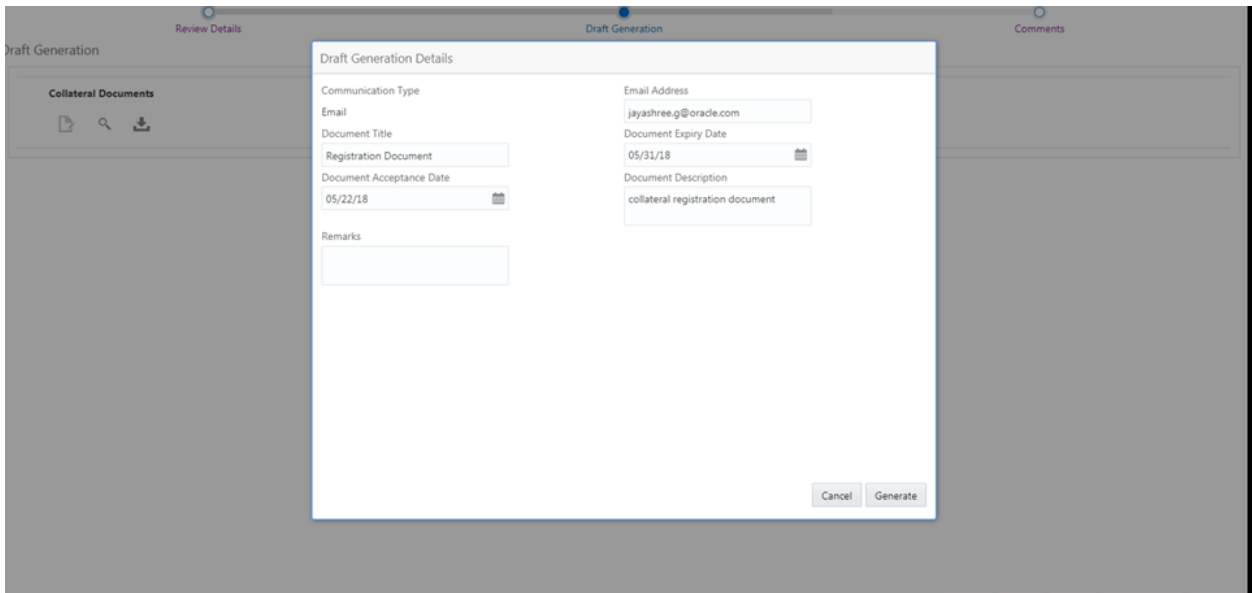 Review Details
Draft Generation
Comments
Draft Generation
Collateral Documents
Draft Generation Details
Communication Type
Email
Email Address
jayashree.g@oracle.com
Document Title
Registration Document
Document Expiry Date
05/31/18
Document Acceptance Date
05/22/18
Document Description
collateral registration document
Remarks
Cancel
Generate